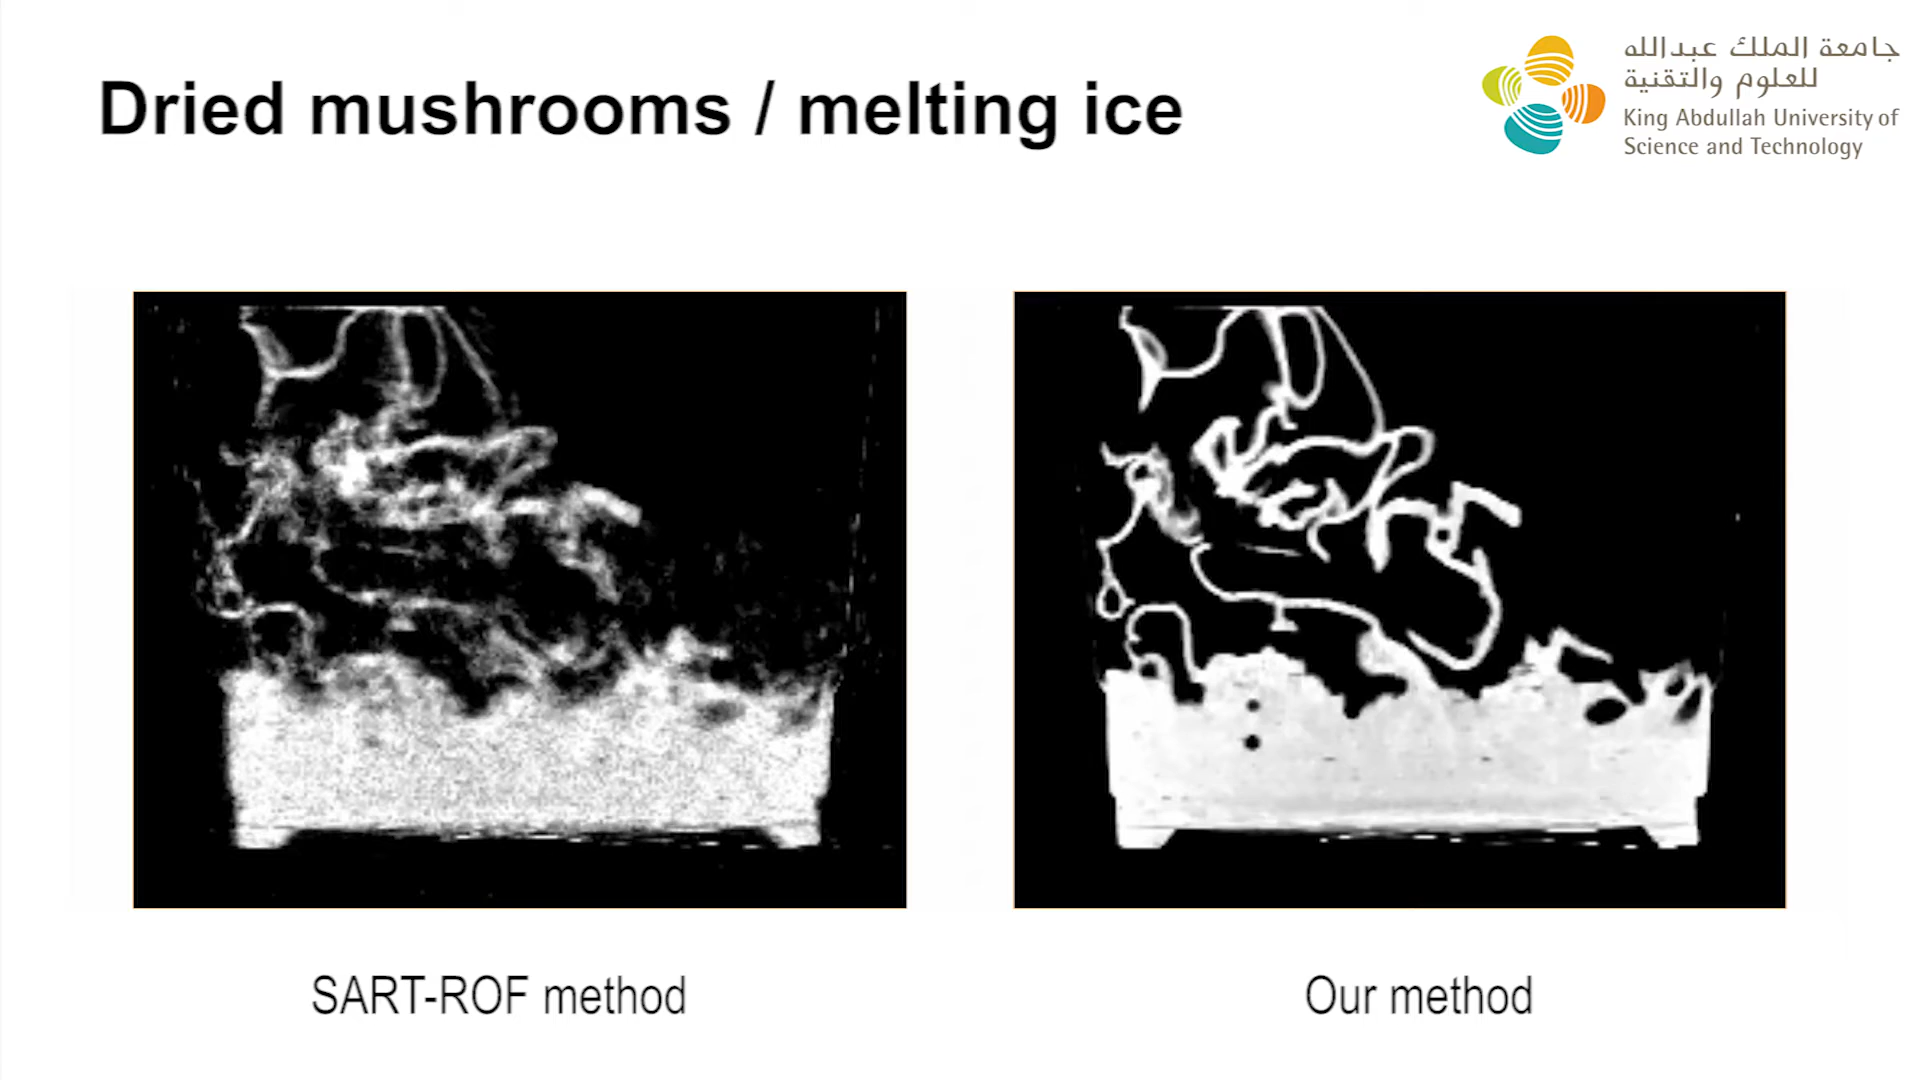 Dried mushrooms / melting ice
جامعة الملك عبدالله
للعلوم والتقنية
King Abdullah University of
Science and Technology
SART-ROF method
Our method